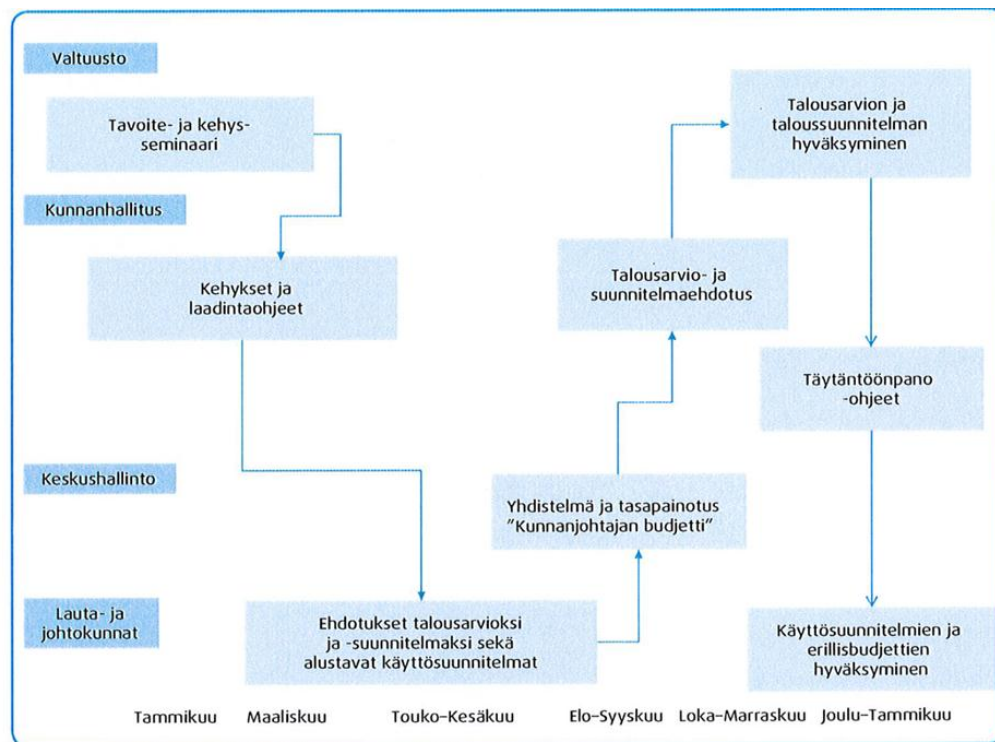 Valtuusto
Tavoite- ja kehys-
seminaari
Talousarvion ja
taloussuunnitelman
hyväksyminen
Kunnanhallitus
Kehykset ja
laadintaohjeet
Talousarvio- ja
suunnitelmaehdotus
Täytäntöönpano
-ohjeet
Keskushallinto
Yhdistelmä ja tasapainotus
”Kunnanjohtajan budjetti”
Lauta- ja
johtokunnat
Ehdotukset talousarvioksi
ja -suunnitelmaksi sekä
alustavat käyttösuunnitelmat
Käyttösuunnitelmien ja
erillisbudjettien
hyväksyminen
Tammikuu Maaliskuu Touko–Kesäkuu Elo–Syyskuu Loka–Marraskuu Joulu–Tammikuu